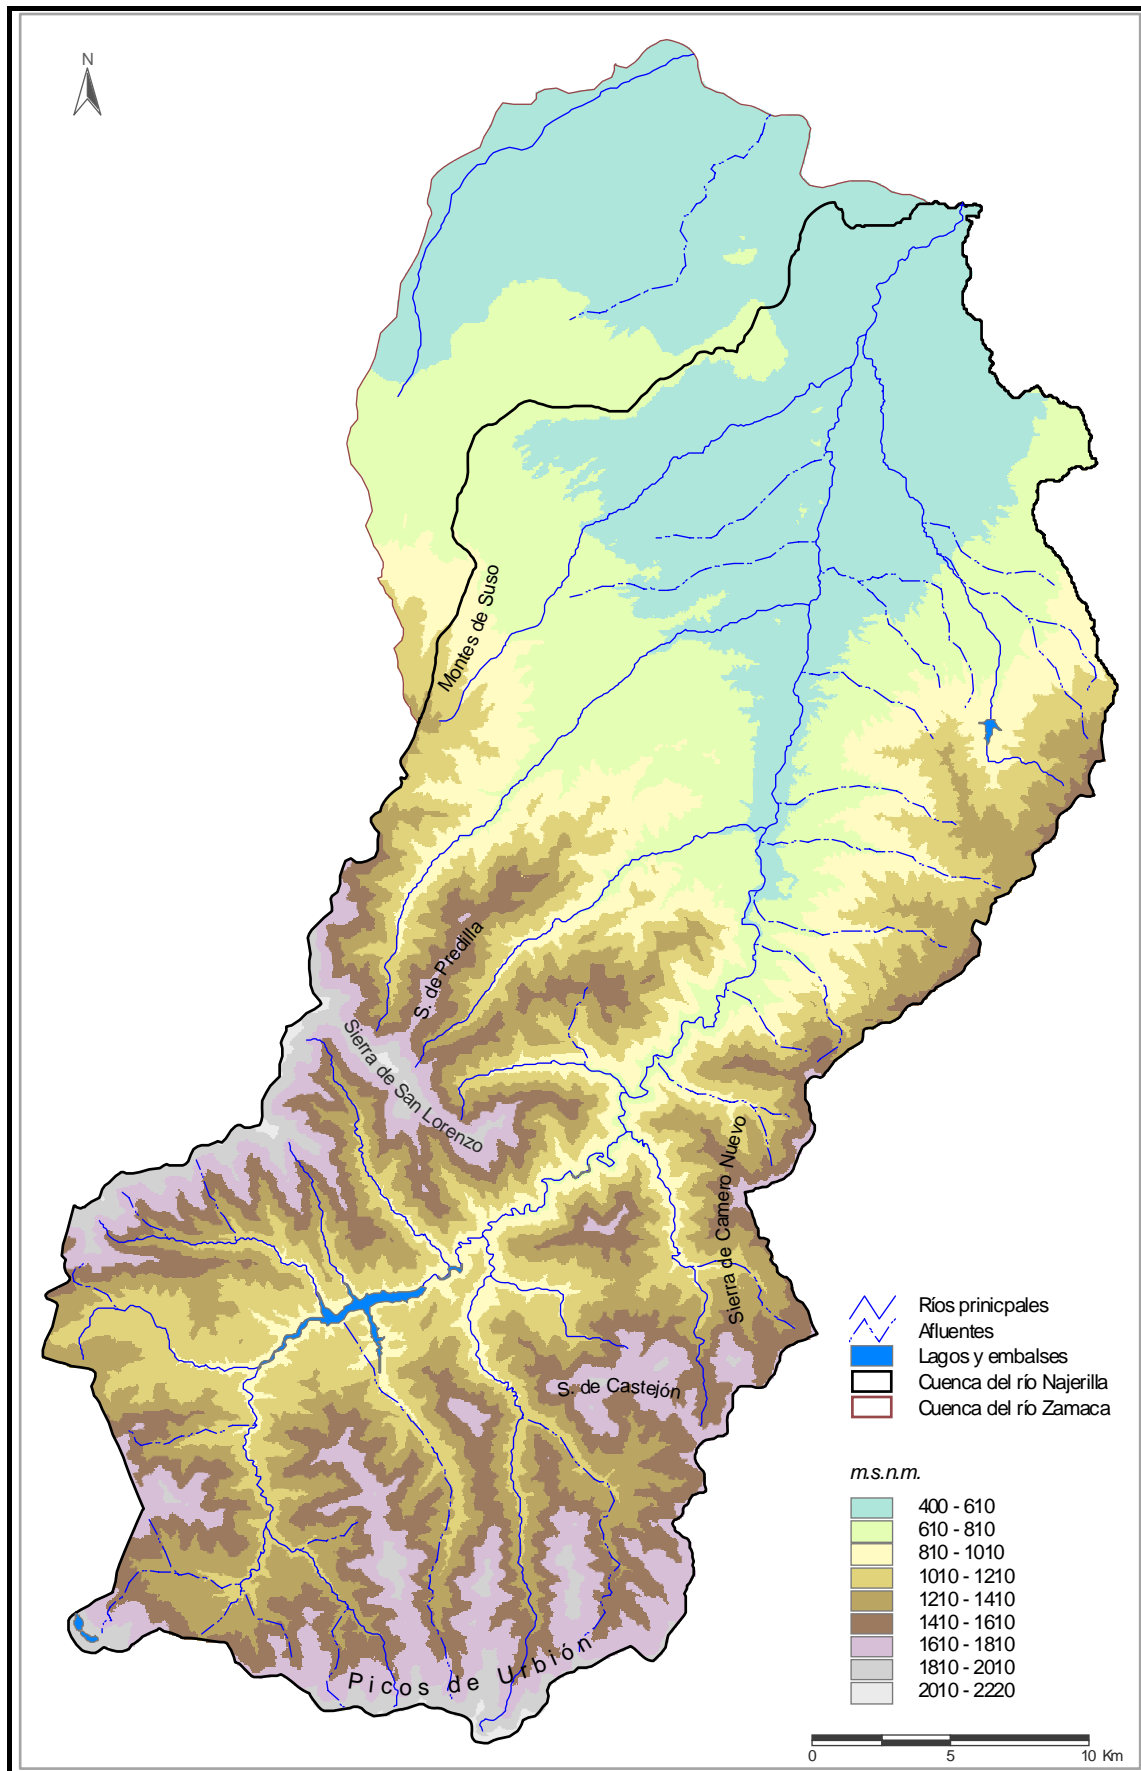 N
Montes de Suso
S. de Predilla
Sierra de San Lorenzo
Sierra de Camero Nuevo
S. de Castejón
Picos de Urbión
Ríos prinicpales
Afluentes
Lagos y embalses
Cuenca del río Najerilla
Cuenca del río Zamaca
m.s.n.m.
400 - 610
610 - 810
810 - 1010
1010 - 1210
1210 - 1410
1410 - 1610
1610 - 1810
1810 - 2010
2010 - 2220
0 5 10 Km